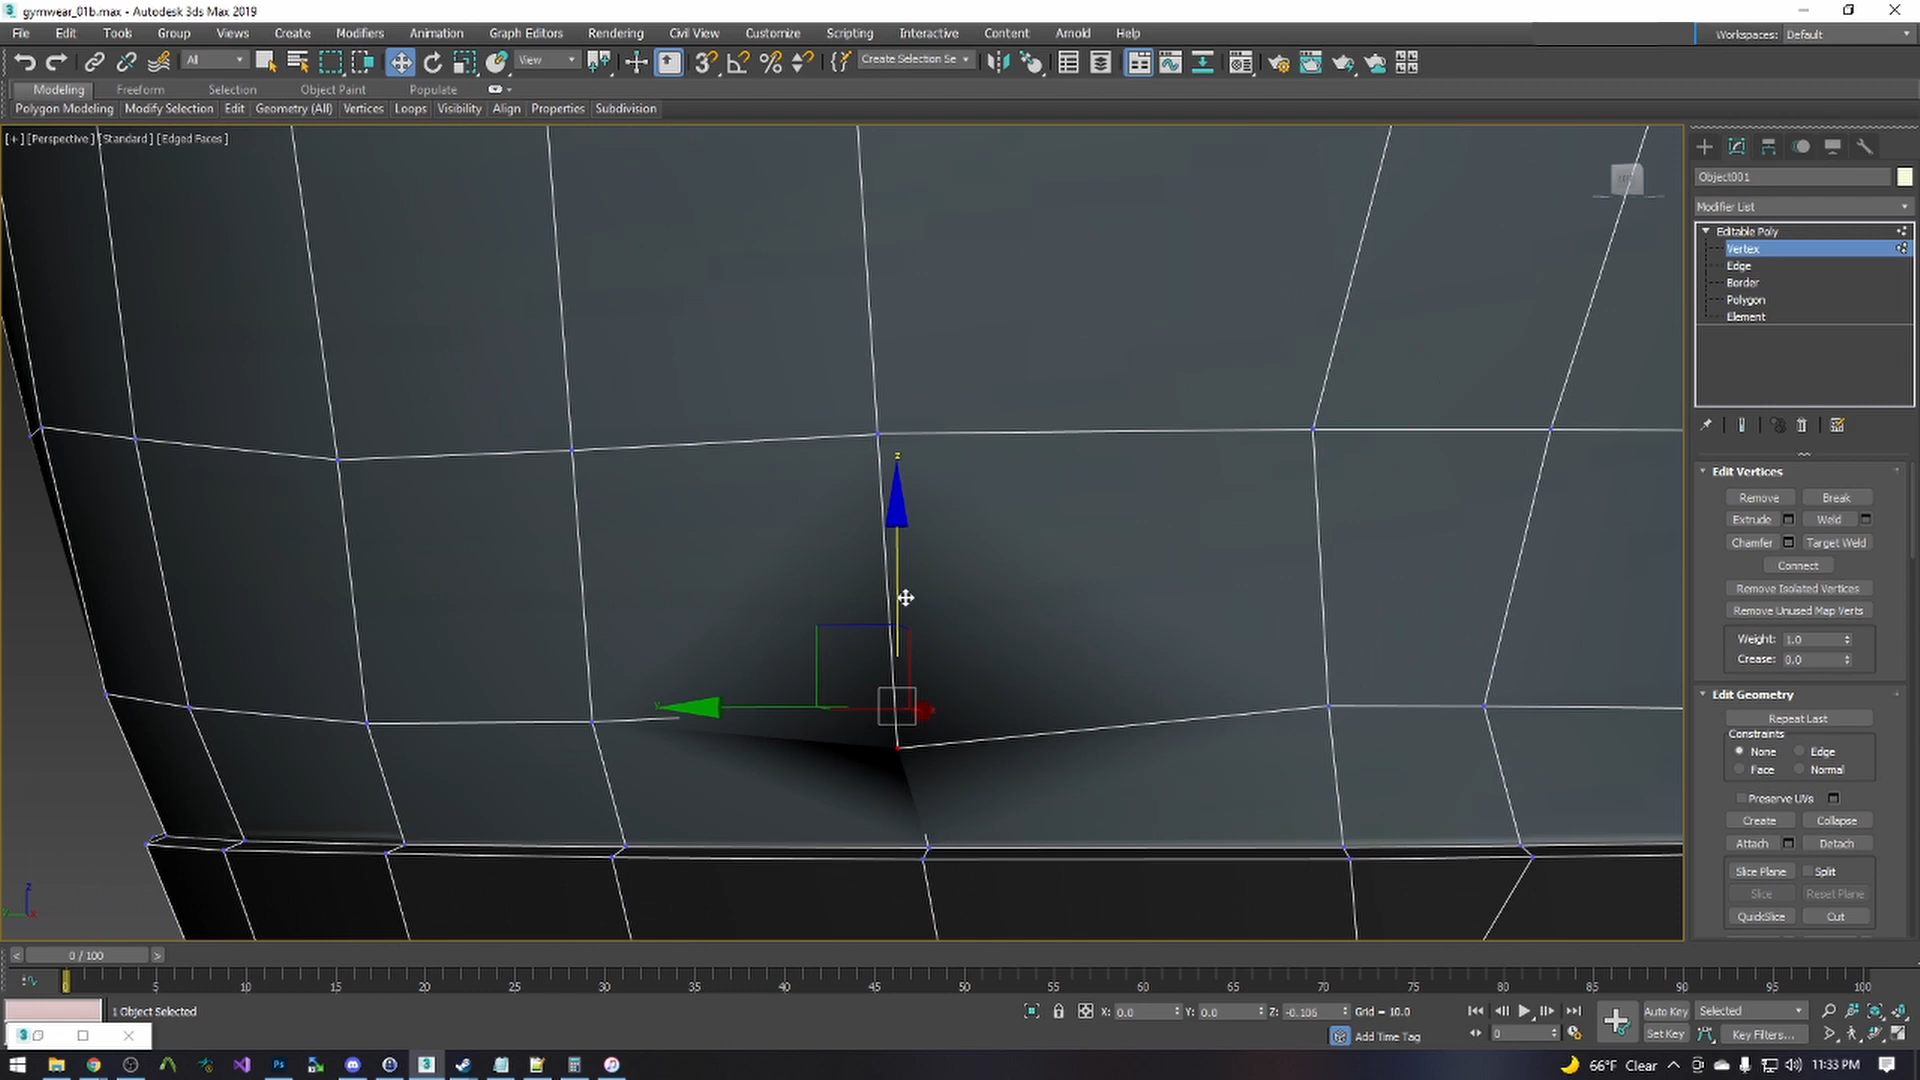 gymwear_01b.max - Autodesk 3ds Max 2019
File Edit Tools Group Views Create Modifiers Animation Graph Editors Rendering Civil View Customize Scripting Interactive Content Arnold Help
Workspaces: Default
All View Create Selection Se
Modeling Freeform Selection Object Paint Populate
Polygon Modeling Modify Selection Edit Geometry (All) Vertices Loops Subdivision Visibility Align Properties
[+] [Perspective] [Standard] [Edged Faces]
Object001
Modifier List
Editable Poly
Vertex
Edge
Border
Polygon
Element
Edit Vertices
Remove Break
Extrude Weld
Chamfer Target Weld
Connect
Remove Isolated Vertices
Remove Unused Map Verts
Weight: 1.0
Crease: 0.0
Edit Geometry
Repeat Last
Constraints
None Edge
Face Normal
Preserve UVs
Create Collapse
Attach Detach
Slice Plane Split
Slice Reset Plane
QuickSlice Cut
z
y
z
x
0 / 100
0 5 10 15 20 25 30 35 40 45 50 55 60 65 70 75 80 85 90 95 100
1 Object Selected
X: 0.0 Y: 0.0 Z: -0.105 Grid = 10.0
Auto Key Selected
Add Time Tag
0
Set Key Key Filters...
66°F Clear 11:33 PM